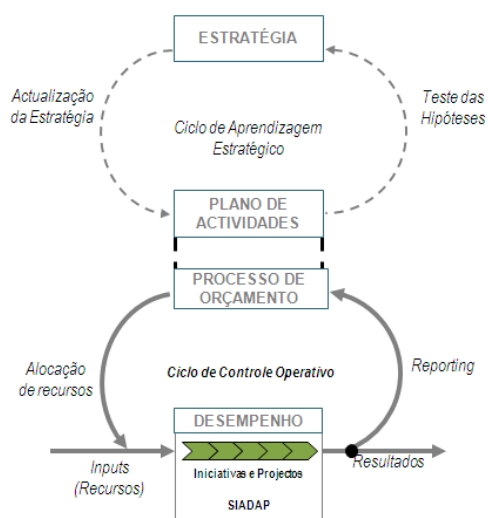 ESTRATÉGIA
Actualização
da Estratégia
Teste das
Hipóteses
Ciclo de Aprendizagem
Estratégico
PLANO DE
ACTIVIDADES
PROCESSO DE
ORÇAMENTO
Alocação
de recursos
Ciclo de Controle Operativo
Reporting
DESEMPENHO
Inputs
(Recursos)
Resultados
Iniciativas e Projectos
SIADAP